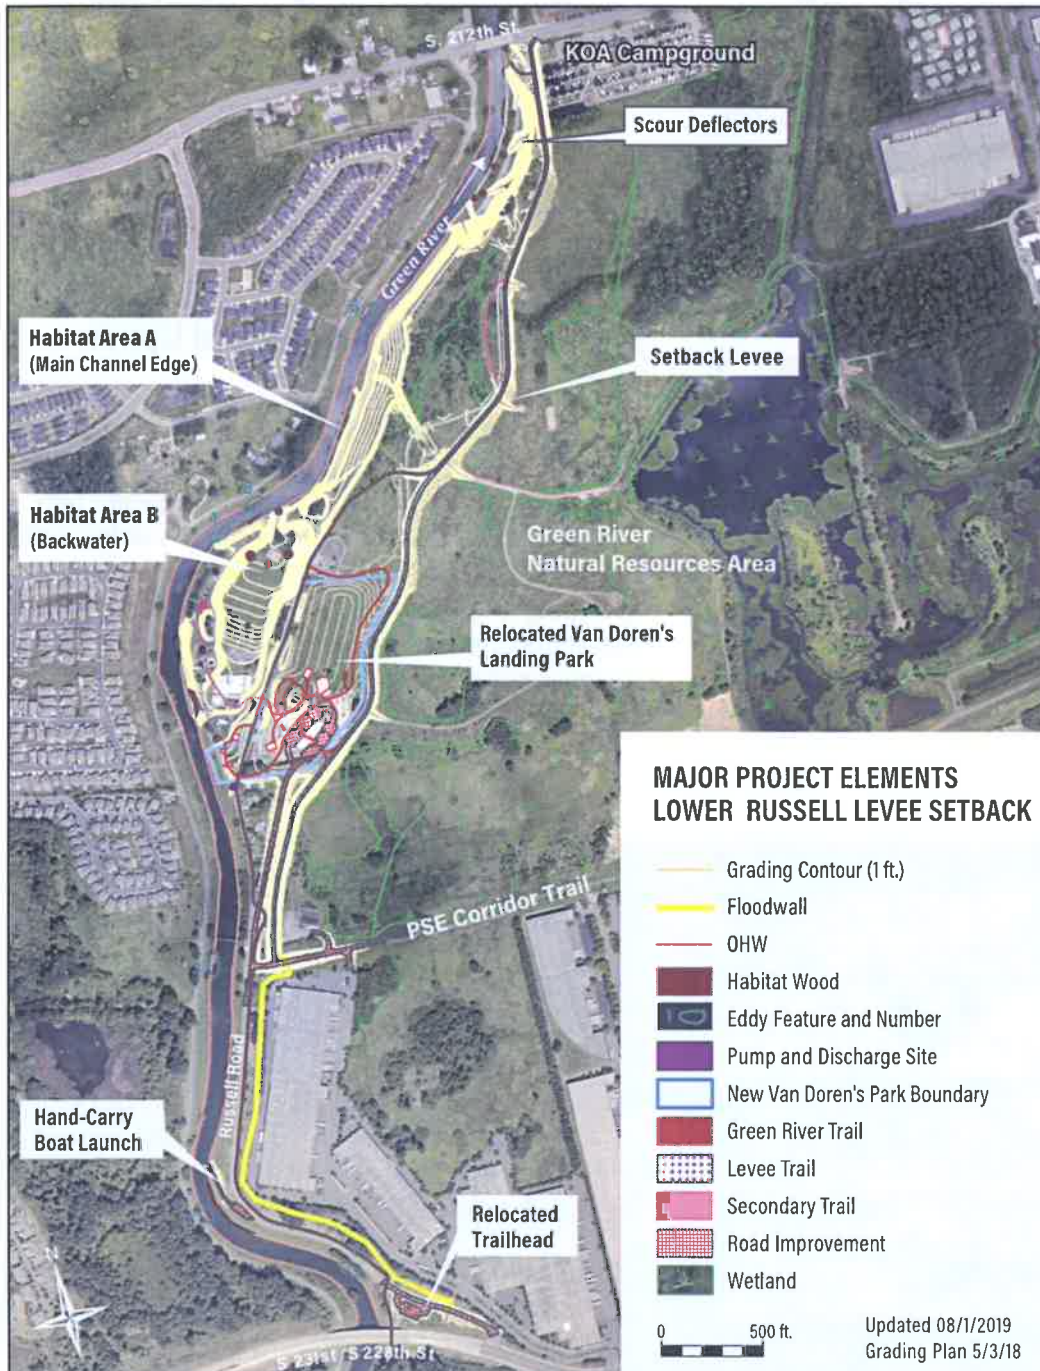 S. 212th St.
KOA Campground
Scour Deflectors
Green River
Habitat Area A
(Main Channel Edge)
Setback Levee
Habitat Area B
(Backwater)
Green River
Natural Resources Area
Relocated Van Doren's
Landing Park
PSE Corridor Trail
Russell Road
Hand-Carry
Boat Launch
Relocated
Trailhead
S 231st / S 228th St
N
MAJOR PROJECT ELEMENTS
LOWER RUSSELL LEVEE SETBACK
Grading Contour (1 ft.)
Floodwall
OHW
Habitat Wood
Eddy Feature and Number
Pump and Discharge Site
New Van Doren's Park Boundary
Green River Trail
Levee Trail
Secondary Trail
Road Improvement
Wetland
0 500 ft.
Updated 08/1/2019
Grading Plan 5/3/18